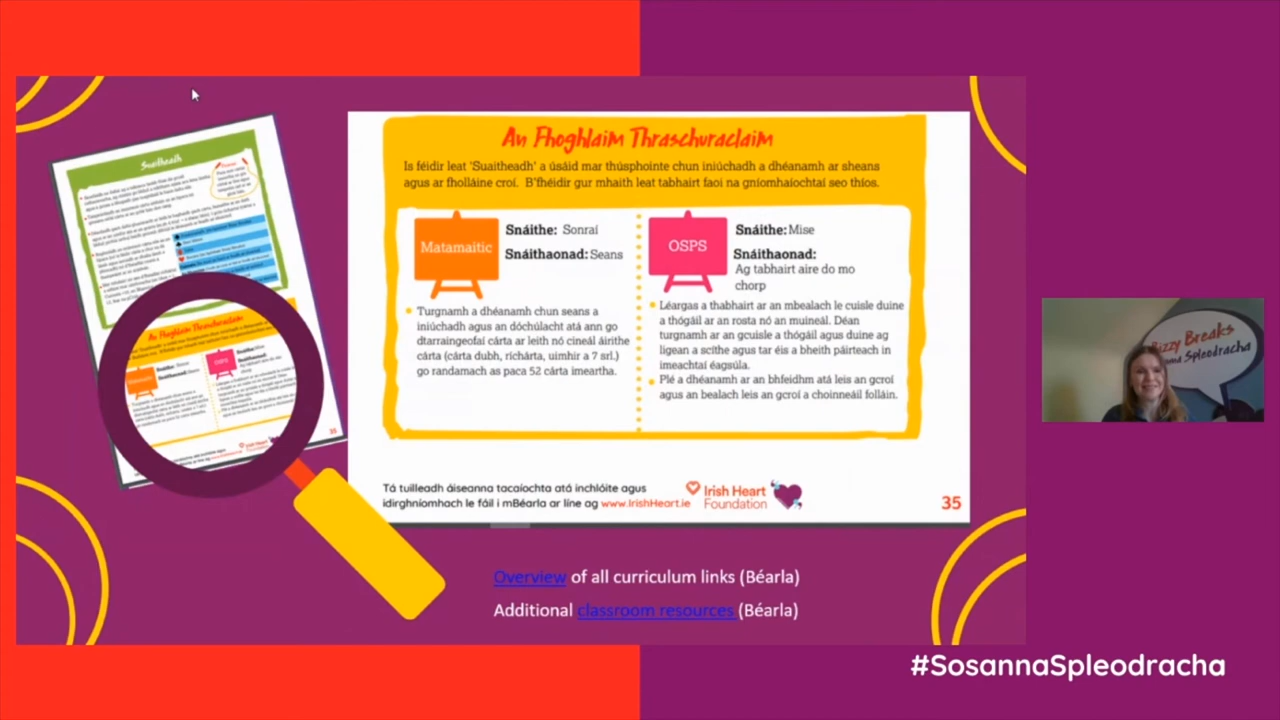 Suaitheadh
An Fhoghlaim Thraschuraclaim
Is féidir leat 'Suaitheadh' a úsáid mar thúsphointe chun iniúchadh a dhéanamh ar sheans
agus ar fholláine croí. B'fhéidir gur mhaith leat tabhairt faoi na gníomhaíochtaí seo thíos.
Matamaitic
Snáithe: Sonraí
Snáithaonad: Seans
Turgnamh a dhéanamh chun seans a
iniúchadh agus an dóchúlacht atá ann go
dtarraingeofaí cárta ar leith nó cineál áirithe
cárta (cárta dubh, ríchárta, uimhir a 7 srl.)
go randamach as paca 52 cárta imeartha.
OSPS
Snáithe: Mise
Snáithaonad:
Ag tabhairt aire do mo
chorp
Léargas a thabhairt ar an mbealach le cuisle duine
a thógáil ar an rosta nó an muineál. Déan
turgnamh ar an gcuisle a thógáil agus duine ag
ligean a scíthe agus tar éis a bheith páirteach in
imeachtaí éagsúla.
Plé a dhéanamh ar an bhfeidhm atá leis an gcroí
agus an bealach leis an gcroí a choinneáil folláin.
Tá tuilleadh áiseanna tacaíochta atá inchlóite agus
idirghníomhach le fáil i mBéarla ar líne ag www.IrishHeart.ie
Irish Heart
Foundation
35
An Fhoghlaim Thraschuraclaim
Matamaitic
OSPS
35
Overview of all curriculum links (Béarla)
Additional classroom resources (Béarla)
Bizzy Breaks
Spleodracha
#SosannaSpleodracha